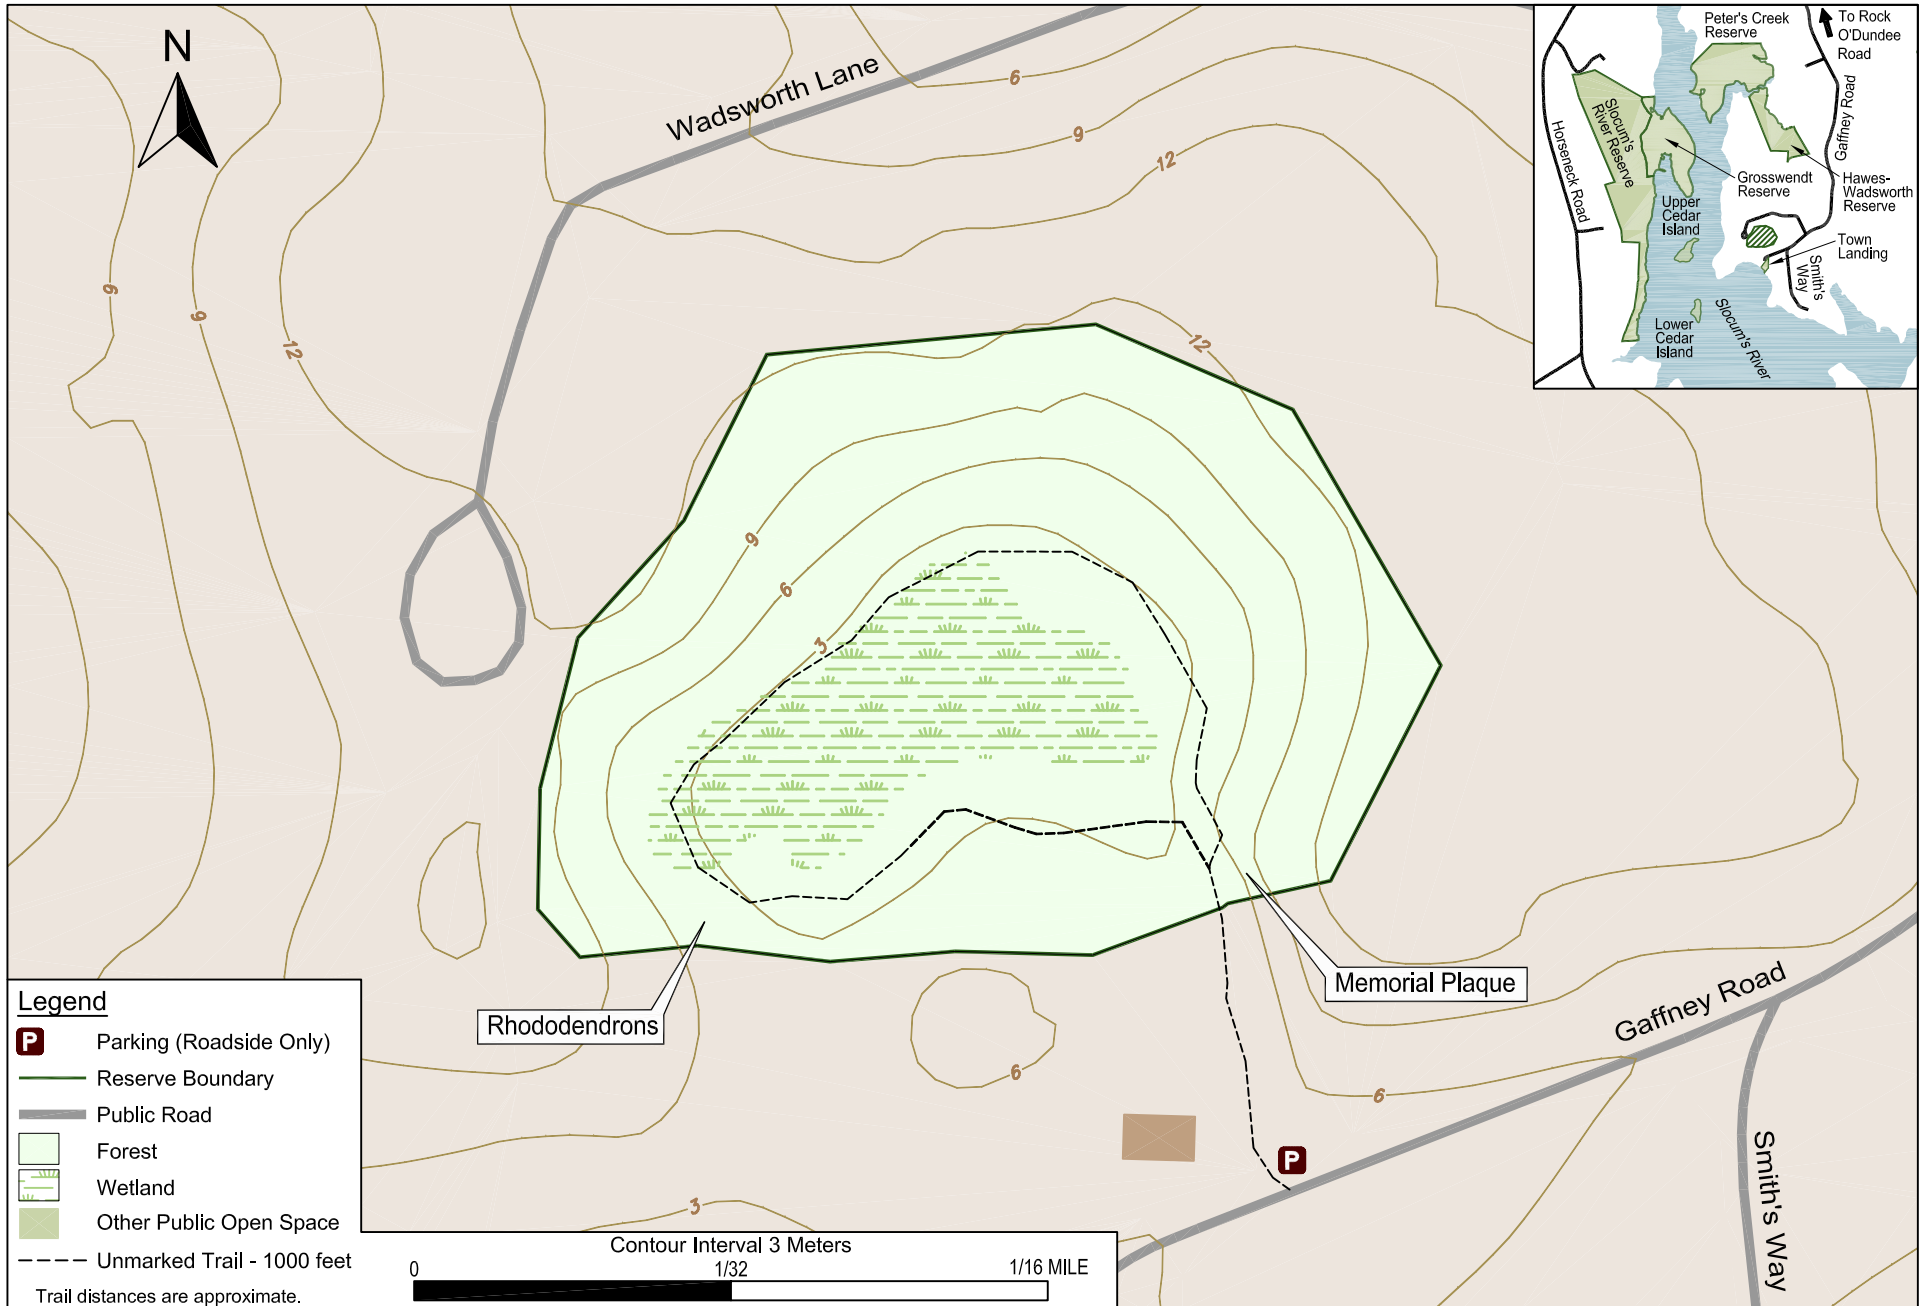 N
Wadsworth Lane
6
9
12
9
9
12
12
9
6
3
6
6
3
Rhododendrons
Memorial Plaque
Gaffney Road
Smith's Way
P
Peter's Creek
Reserve
To Rock
O'Dundee
Road
Slocum's
River Reserve
Horseneck Road
Gaffney Road
Grosswendt
Reserve
Hawes-
Wadsworth
Reserve
Upper
Cedar
Island
Town
Landing
Smith's
Way
Slocum's River
Lower
Cedar
Island
Legend
P Parking (Roadside Only)
Reserve Boundary
Public Road
Forest
Wetland
Other Public Open Space
Unmarked Trail - 1000 feet
Trail distances are approximate.
Contour Interval 3 Meters
0 1/32 1/16 MILE